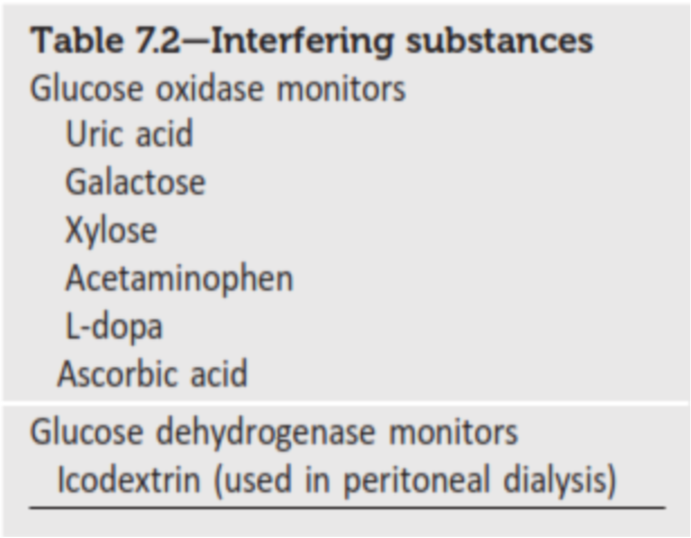 Table 7.2—Interfering substances
Glucose oxidase monitors
Uric acid
Galactose
Xylose
Acetaminophen
L-dopa
Ascorbic acid
Glucose dehydrogenase monitors
Icodextrin (used in peritoneal dialysis)